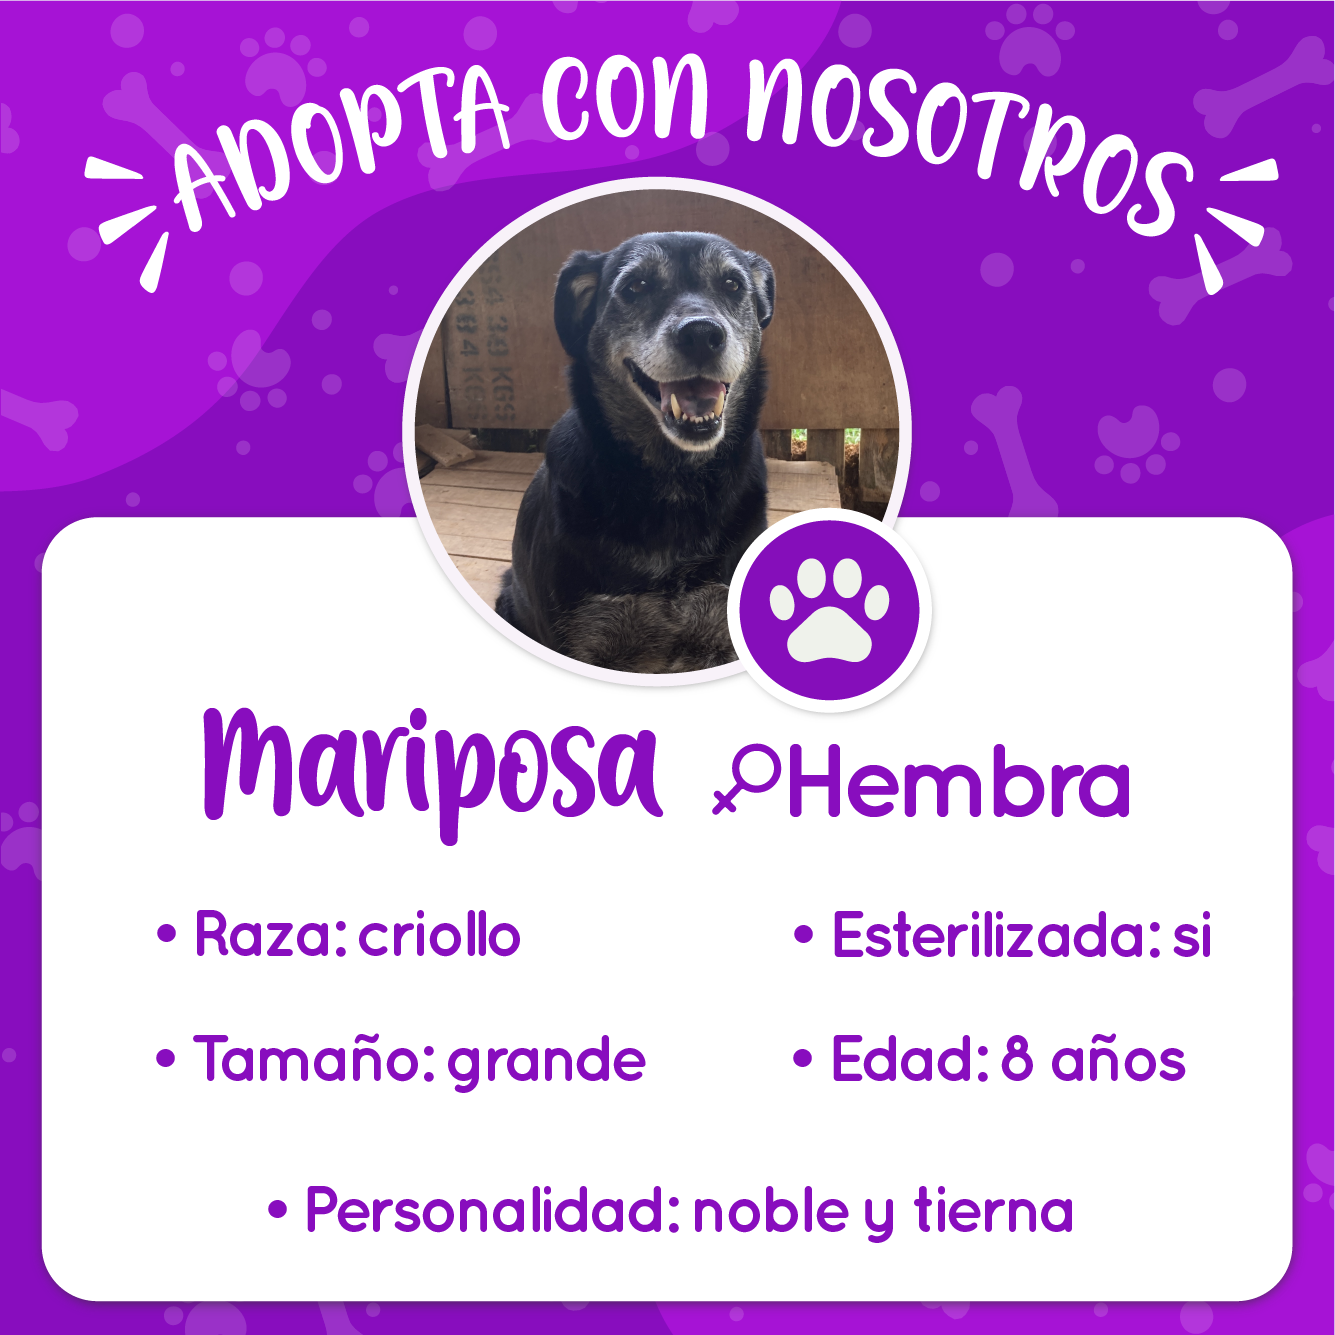 ADOPTA CON NOSOTROS
Mariposa
Hembra
• Raza: criollo
• Esterilizada: si
• Tamaño: grande
• Edad: 8 años
• Personalidad: noble y tierna